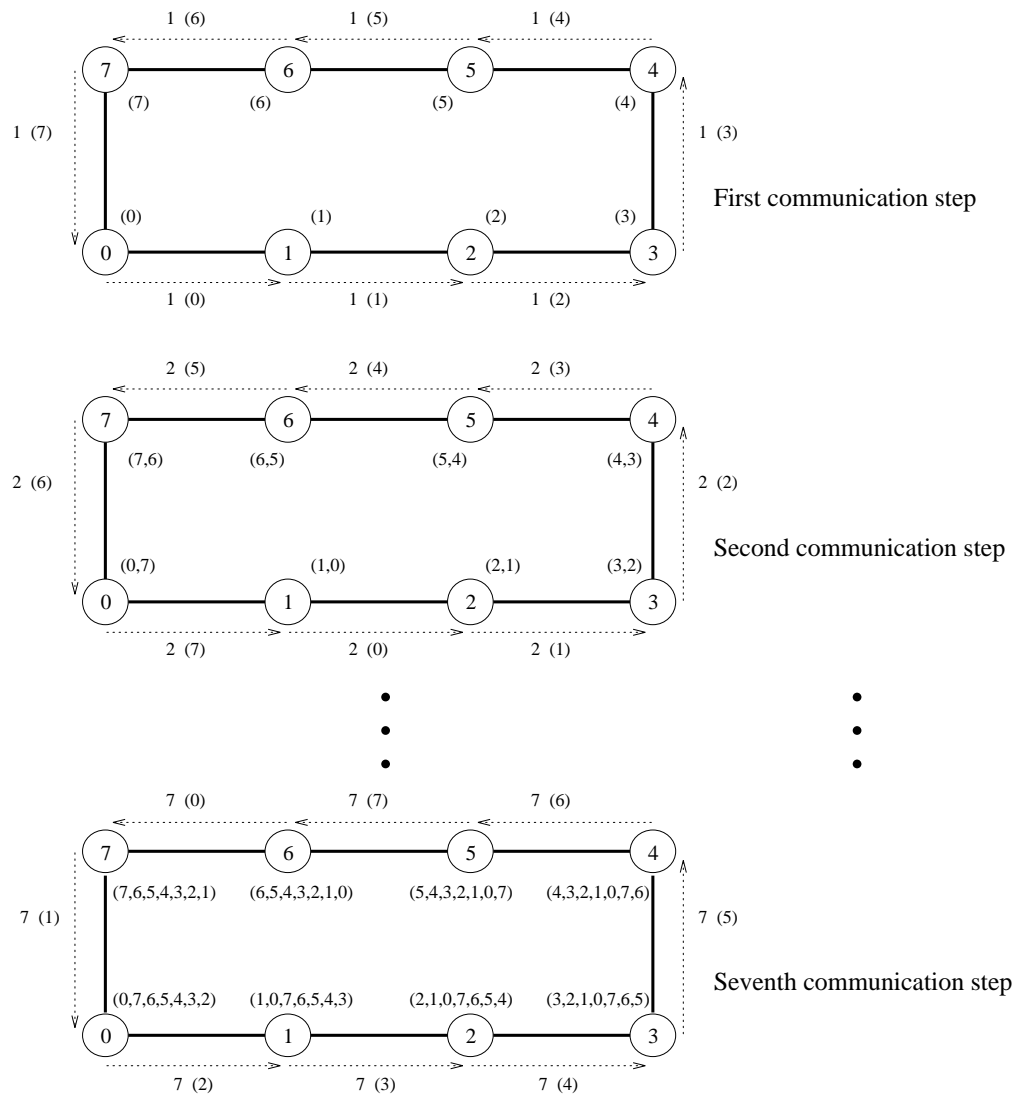 1 (6) 1 (5) 1 (4)
7 6 5 4
(7) (6) (5) (4)
1 (7) 1 (3)
First communication step
(0) (1) (2) (3)
0 1 2 3
1 (0) 1 (1) 1 (2)
2 (5) 2 (4) 2 (3)
7 6 5 4
(7,6) (6,5) (5,4) (4,3)
2 (6) 2 (2)
Second communication step
(0,7) (1,0) (2,1) (3,2)
0 1 2 3
2 (7) 2 (0) 2 (1)
7 (0) 7 (7) 7 (6)
7 6 5 4
(7,6,5,4,3,2,1) (6,5,4,3,2,1,0) (5,4,3,2,1,0,7) (4,3,2,1,0,7,6)
7 (1) 7 (5)
Seventh communication step
(0,7,6,5,4,3,2) (1,0,7,6,5,4,3) (2,1,0,7,6,5,4) (3,2,1,0,7,6,5)
0 1 2 3
7 (2) 7 (3) 7 (4)